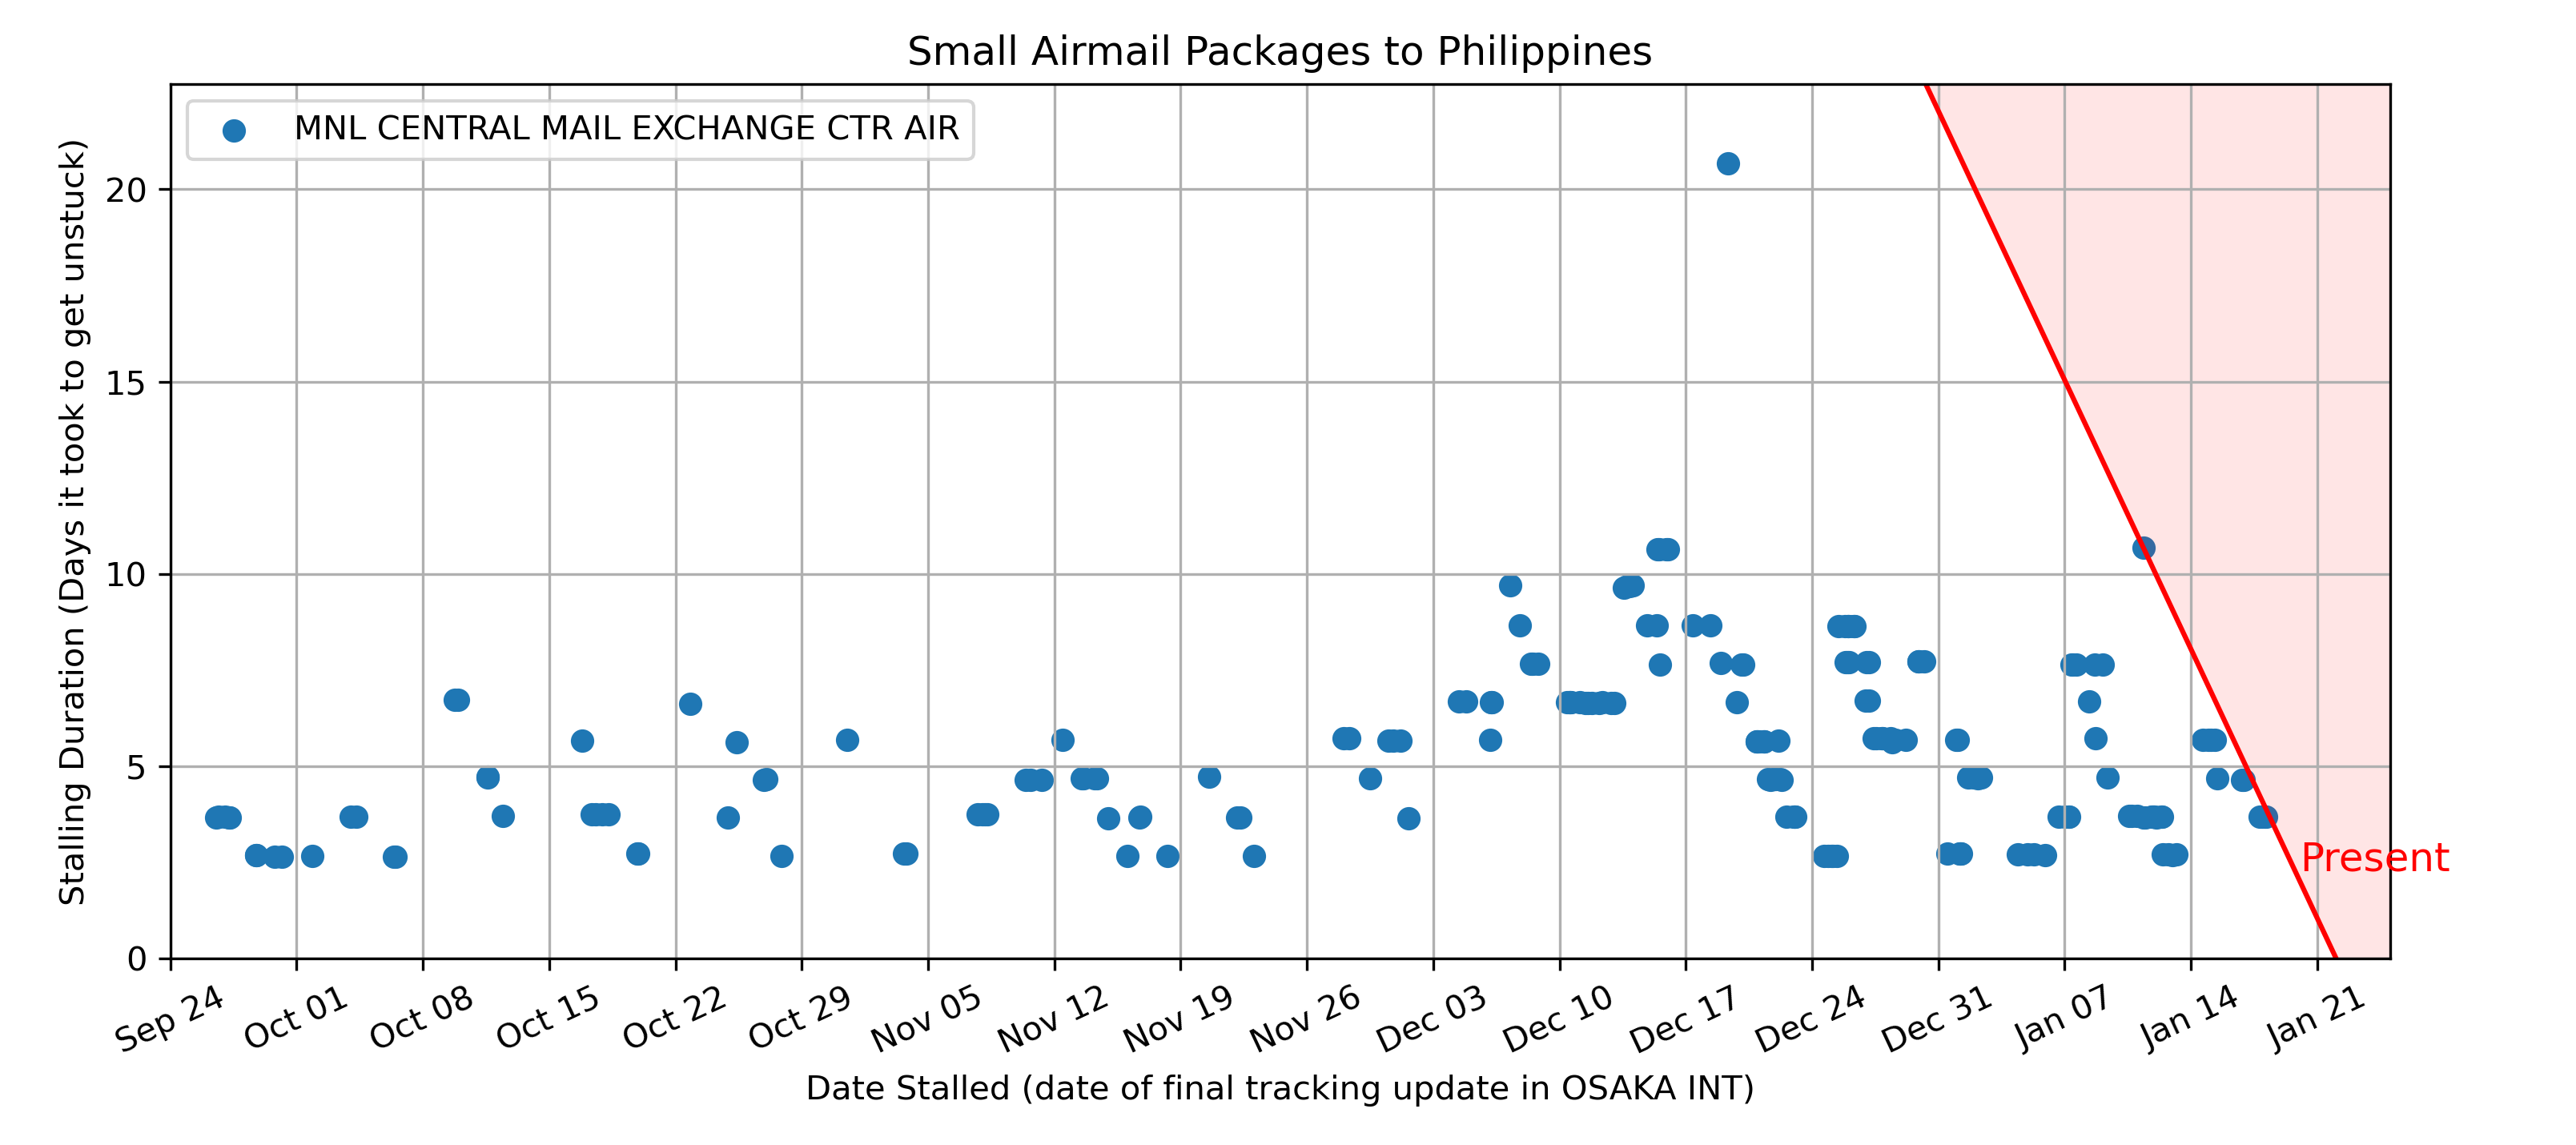 Small Airmail Packages to Philippines
MNL CENTRAL MAIL EXCHANGE CTR AIR
Stalling Duration (Days it took to get unstuck)
20
15
10
5
0
Present
Sep 24
Oct 01
Oct 08
Oct 15
Oct 22
Oct 29
Nov 05
Nov 12
Nov 19
Nov 26
Dec 03
Dec 10
Dec 17
Dec 24
Dec 31
Jan 07
Jan 14
Jan 21
Date Stalled (date of final tracking update in OSAKA INT)